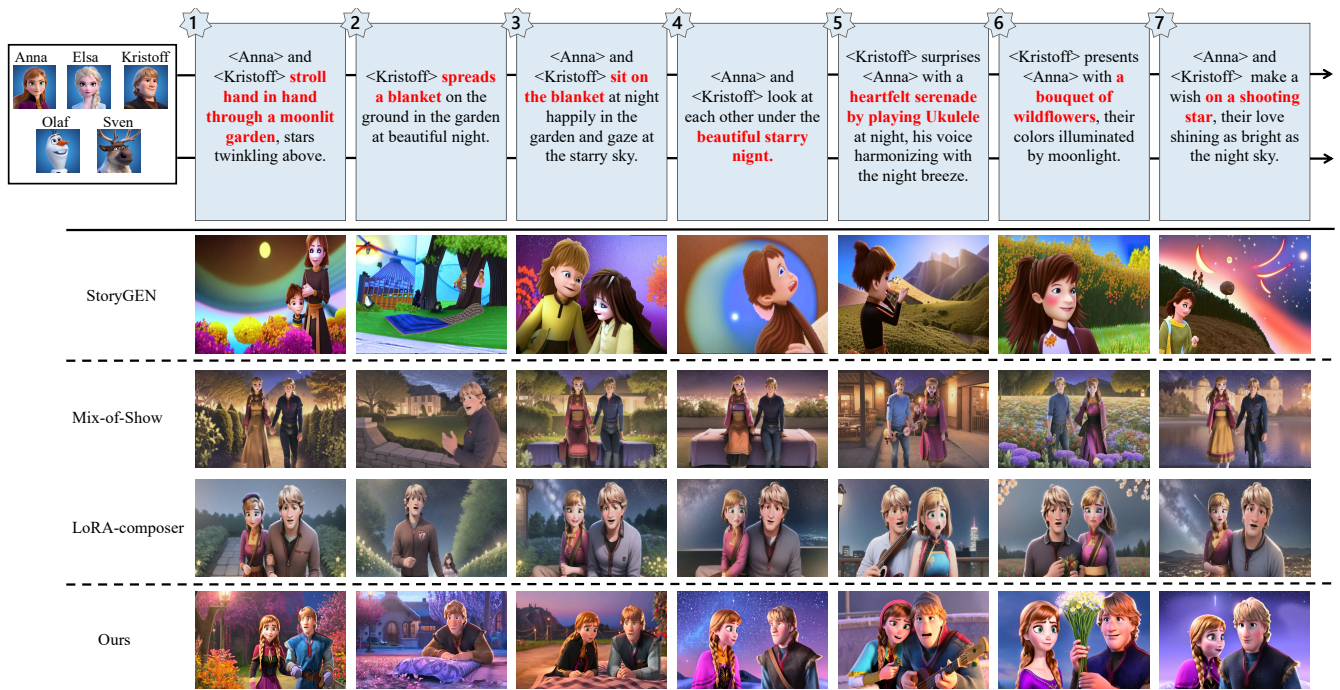 Anna Elsa Kristoff
Olaf Sven
1
<Anna> and
<Kristoff> stroll
hand in hand
through a moonlit
garden, stars
twinkling above.
2
<Kristoff> spreads
a blanket on the
ground in the garden
at beautiful night.
3
<Anna> and
<Kristoff> sit on
the blanket at night
happily in the
garden and gaze at
the starry sky.
4
<Anna> and
<Kristoff> look at
each other under the
beautiful starry
nignt.
5
<Kristoff> surprises
<Anna> with a
heartfelt serenade
by playing Ukulele
at night, his voice
harmonizing with
the night breeze.
6
<Kristoff> presents
<Anna> with a
bouquet of
wildflowers, their
colors illuminated
by moonlight.
7
<Anna> and
<Kristoff> make a
wish on a shooting
star, their love
shining as bright as
the night sky.
StoryGEN
Mix-of-Show
LoRA-composer
Ours